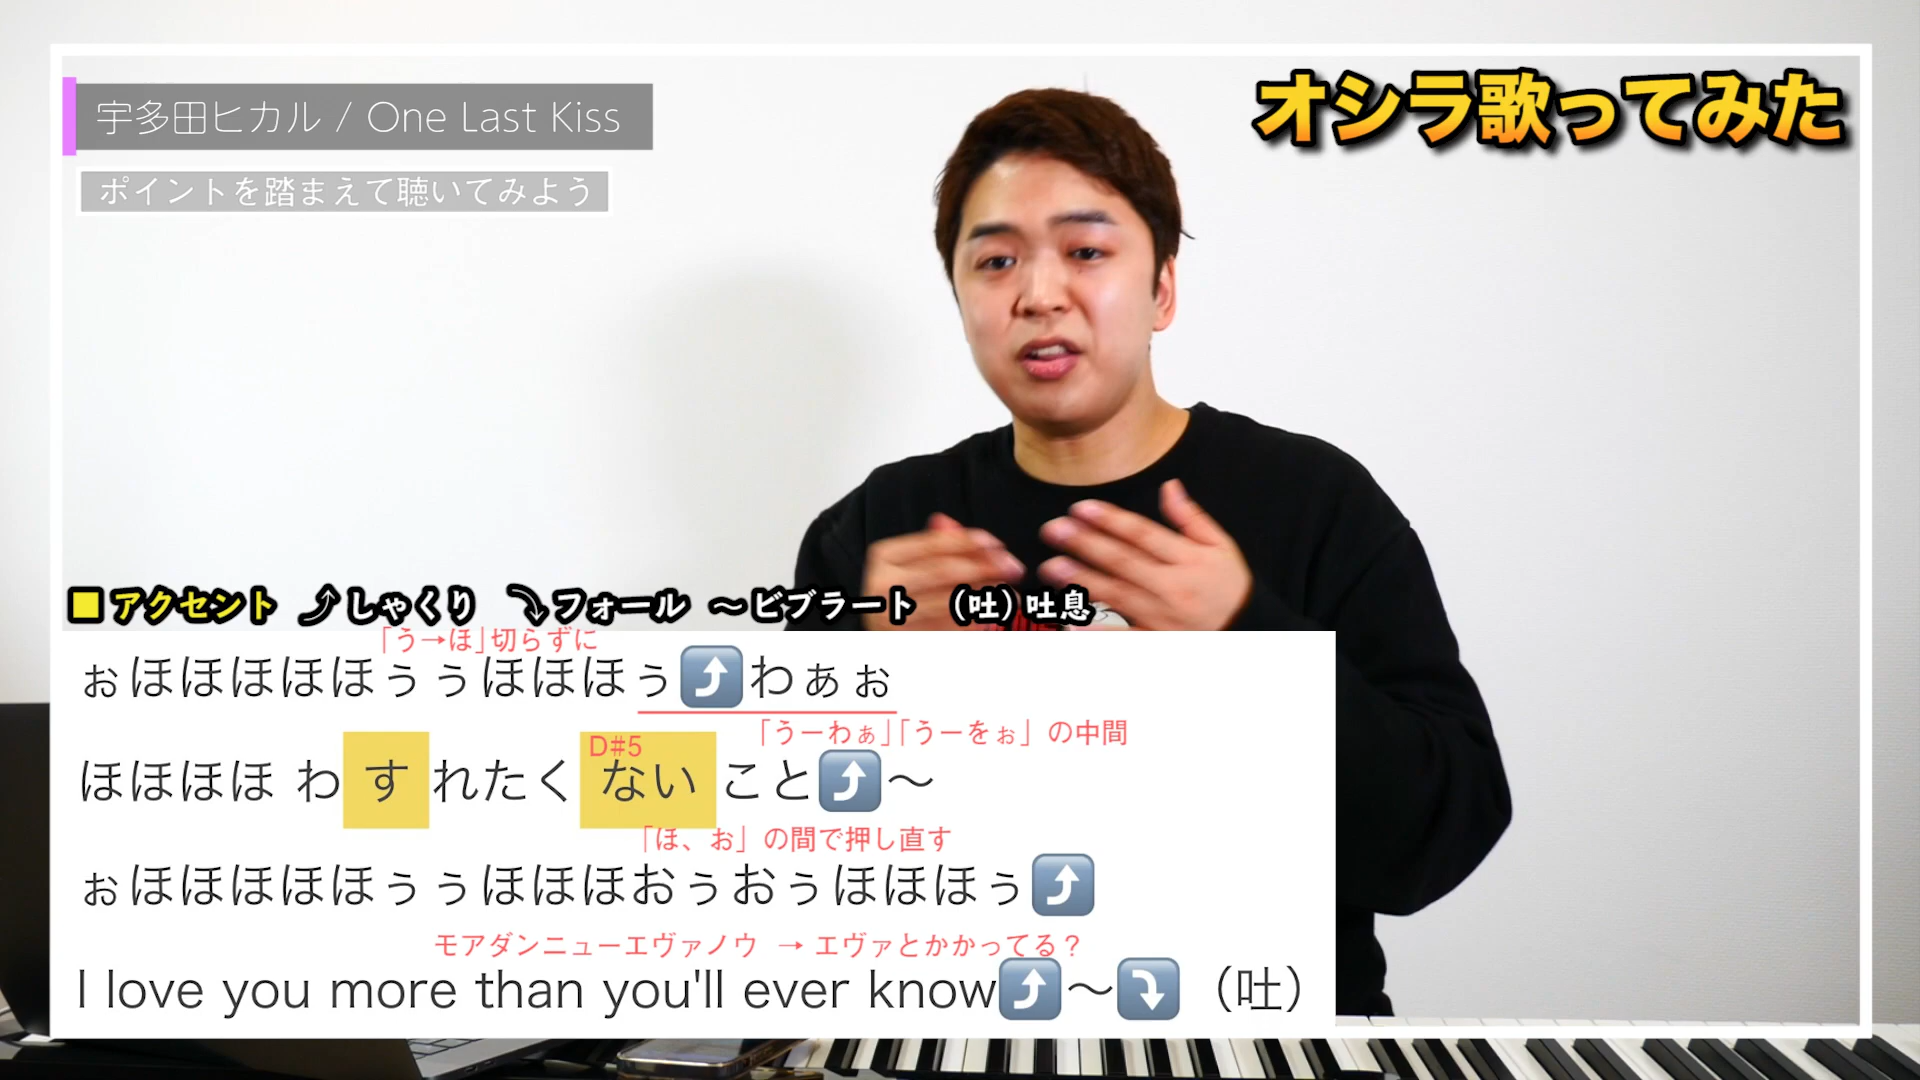 宇多田ヒカル / One Last Kiss
オシラ歌ってみた
ポイントを踏まえて聴いてみよう
■アクセント ⤴しゃくり ⤵フォール 〜ビブラート (吐)吐息
「う→ほ」切らずに
ぉほほほほほぅぅほほほぅ⤴わぁぉ
「うーわぁ」「うーをぉ」の中間
D#5
ほほほほ わすれたくないこと⤴〜
「ほ、お」の間で押し直す
ぉほほほほほぅぅほほほおぅおぅほほほぅ⤴
モアダンニューエヴァノウ → エヴァとかかってる？
I love you more than you'll ever know⤴〜⤵（吐）